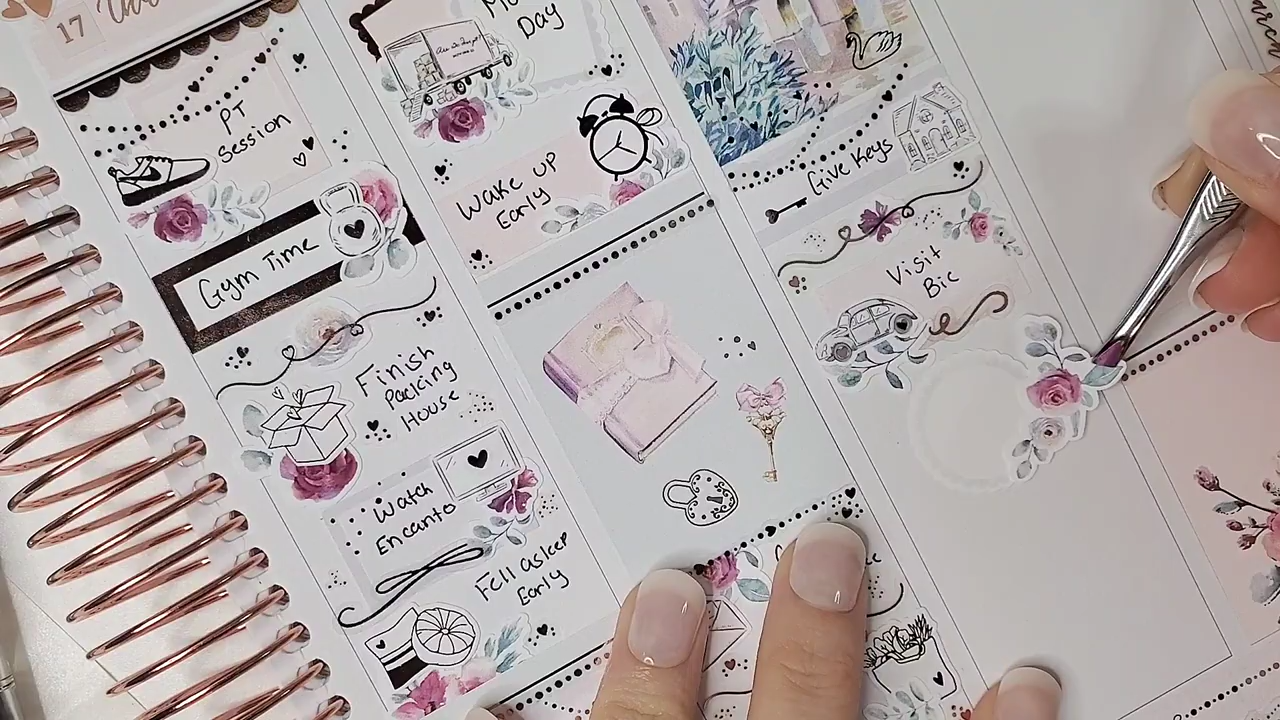 17
PT
Session
Gym Time
Finish
Packing
House
Watch
Encanto
Fell asleep
Early
Day
Wake up
Early
Give Keys
Visit
Bie